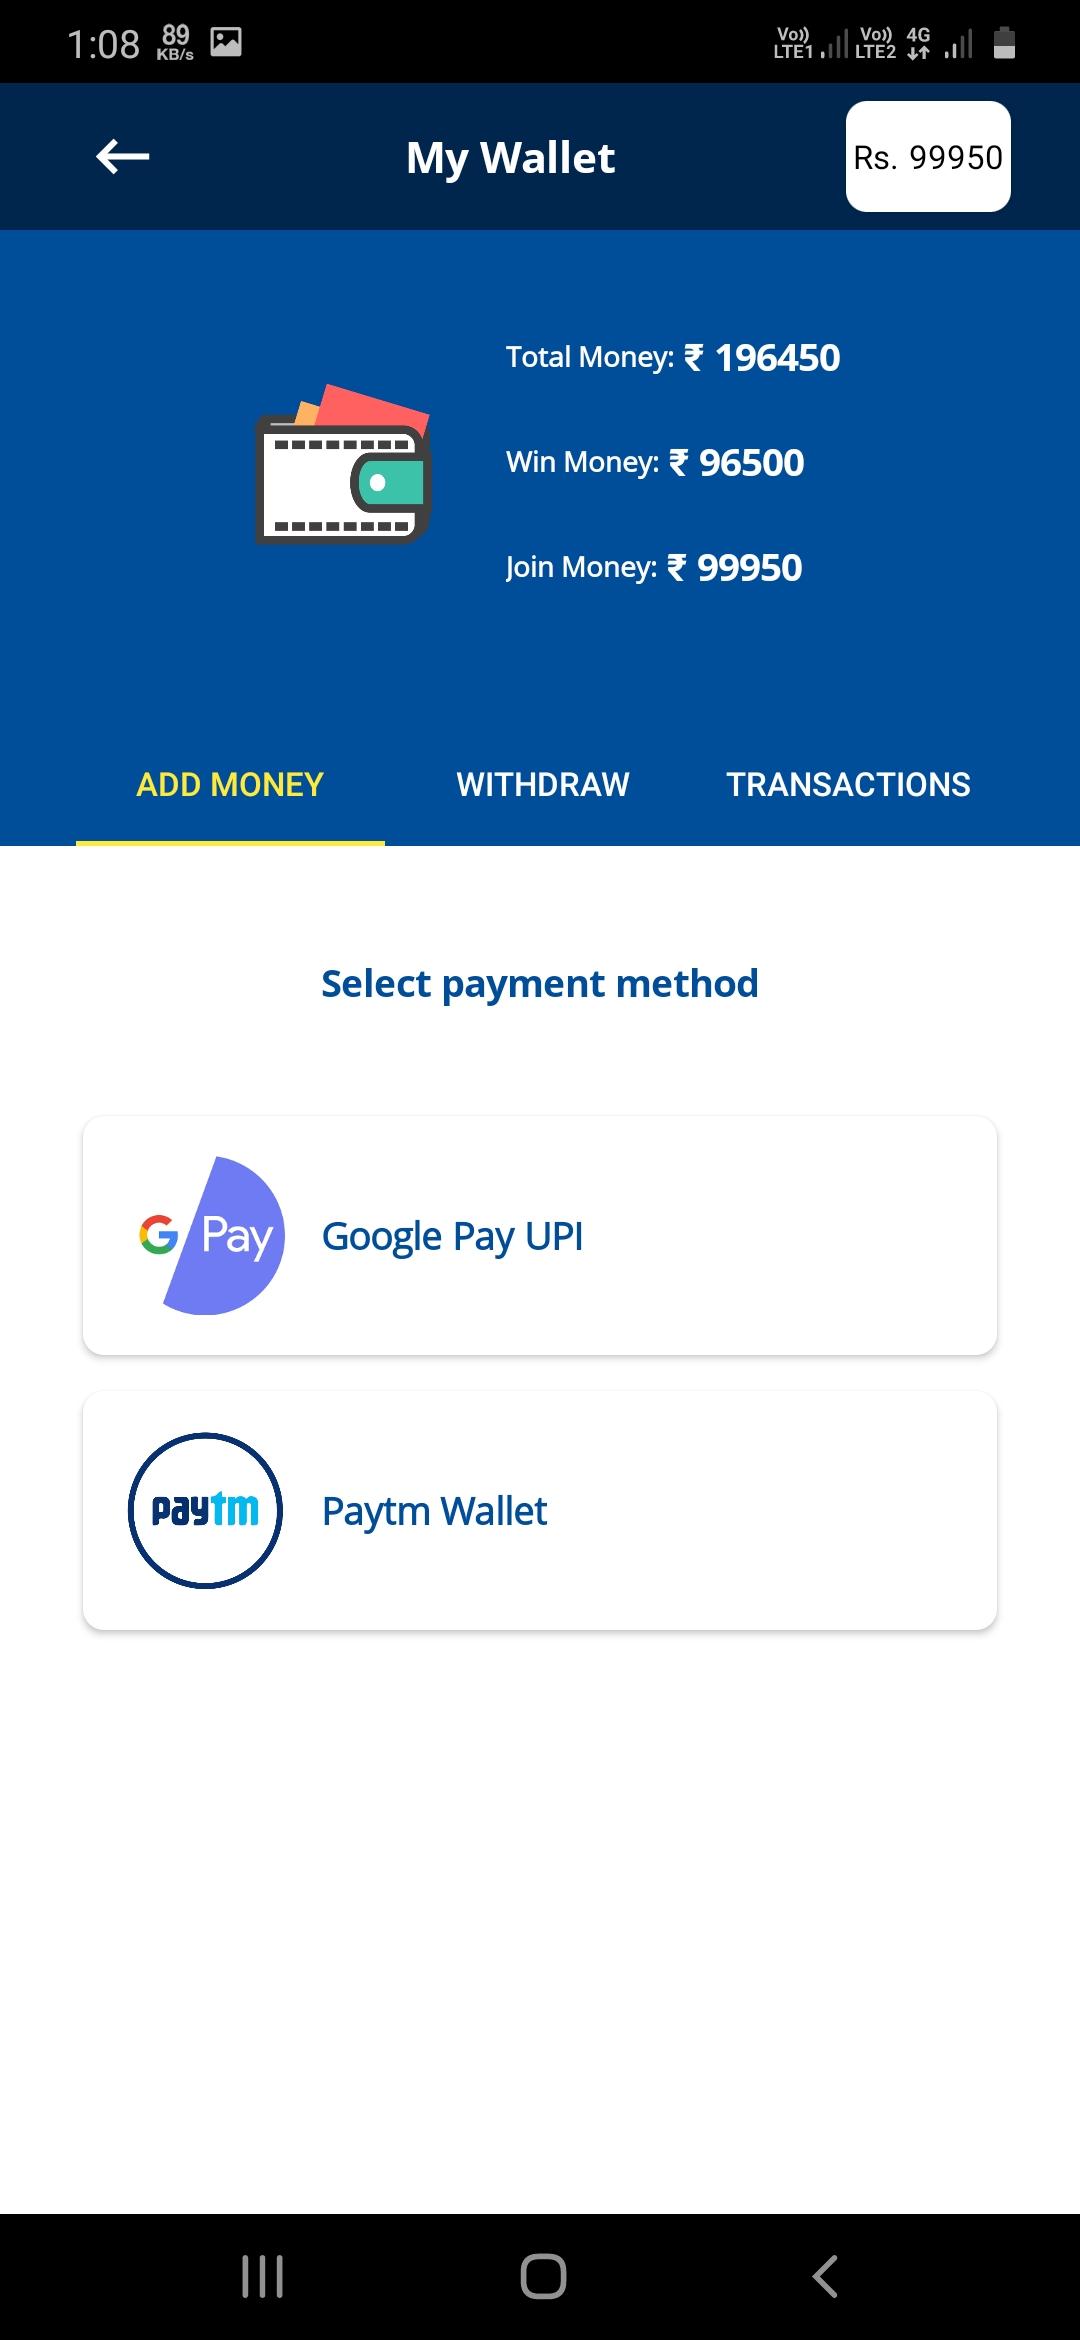 1:08 89 KB/s Vo)) LTE1 Vo)) LTE2 4G
My Wallet Rs. 99950
Total Money: ₹ 196450
Win Money: ₹ 96500
Join Money: ₹ 99950
ADD MONEY WITHDRAW TRANSACTIONS
Select payment method
G Pay Google Pay UPI
paytm Paytm Wallet